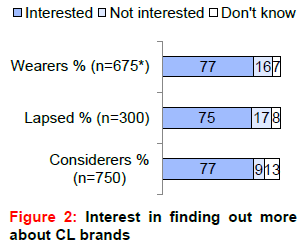 Interested Not interested Don't know
Wearers % (n=675*) 77 16 7
Lapsed % (n=300) 75 17 8
Considerers % 77 9 13
(n=750)
Figure 2: Interest in finding out more
about CL brands